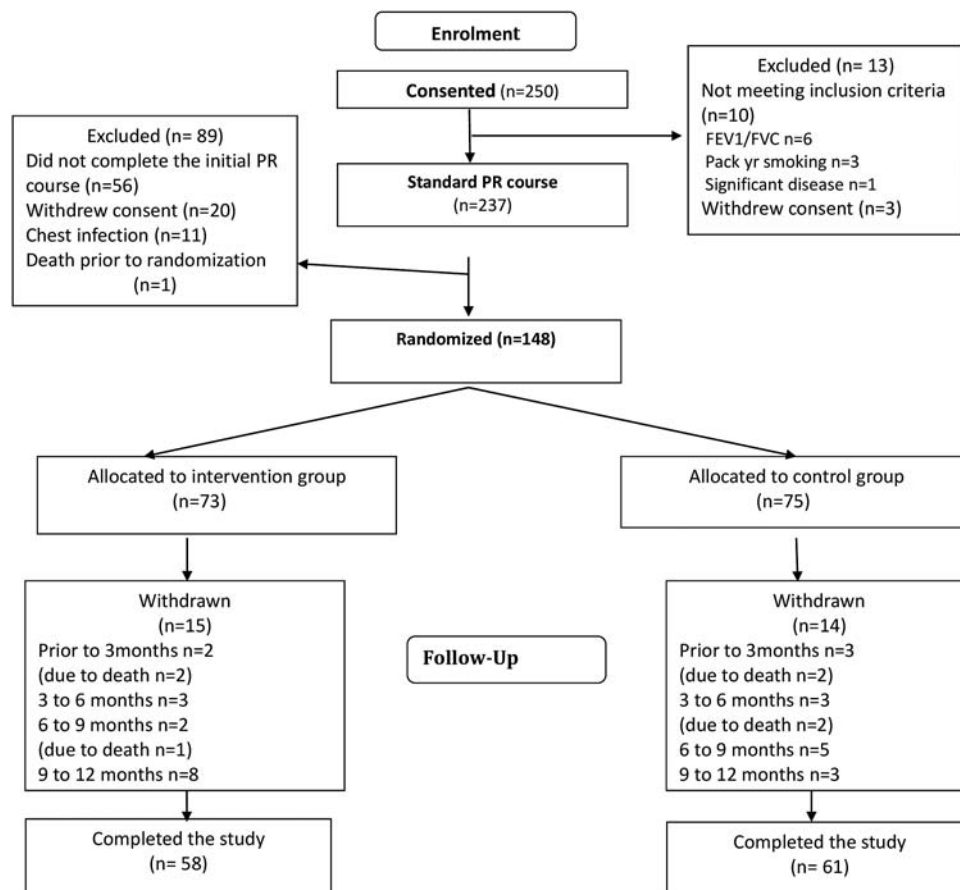 Enrolment
Consented (n=250)
Excluded (n= 13)
Not meeting inclusion criteria
(n=10)
FEV1/FVC n=6
Pack yr smoking n=3
Significant disease n=1
Withdrew consent (n=3)
Excluded (n= 89)
Did not complete the initial PR
course (n=56)
Withdrew consent (n=20)
Chest infection (n=11)
Death prior to randomization
(n=1)
Standard PR course
(n=237)
Randomized (n=148)
Allocated to intervention group
(n=73)
Allocated to control group
(n=75)
Withdrawn
(n=15)
Prior to 3months n=2
(due to death n=2)
3 to 6 months n=3
6 to 9 months n=2
(due to death n=1)
9 to 12 months n=8
Follow-Up
Withdrawn
(n=14)
Prior to 3months n=3
(due to death n=2)
3 to 6 months n=3
(due to death n=2)
6 to 9 months n=5
9 to 12 months n=3
Completed the study
(n= 58)
Completed the study
(n= 61)